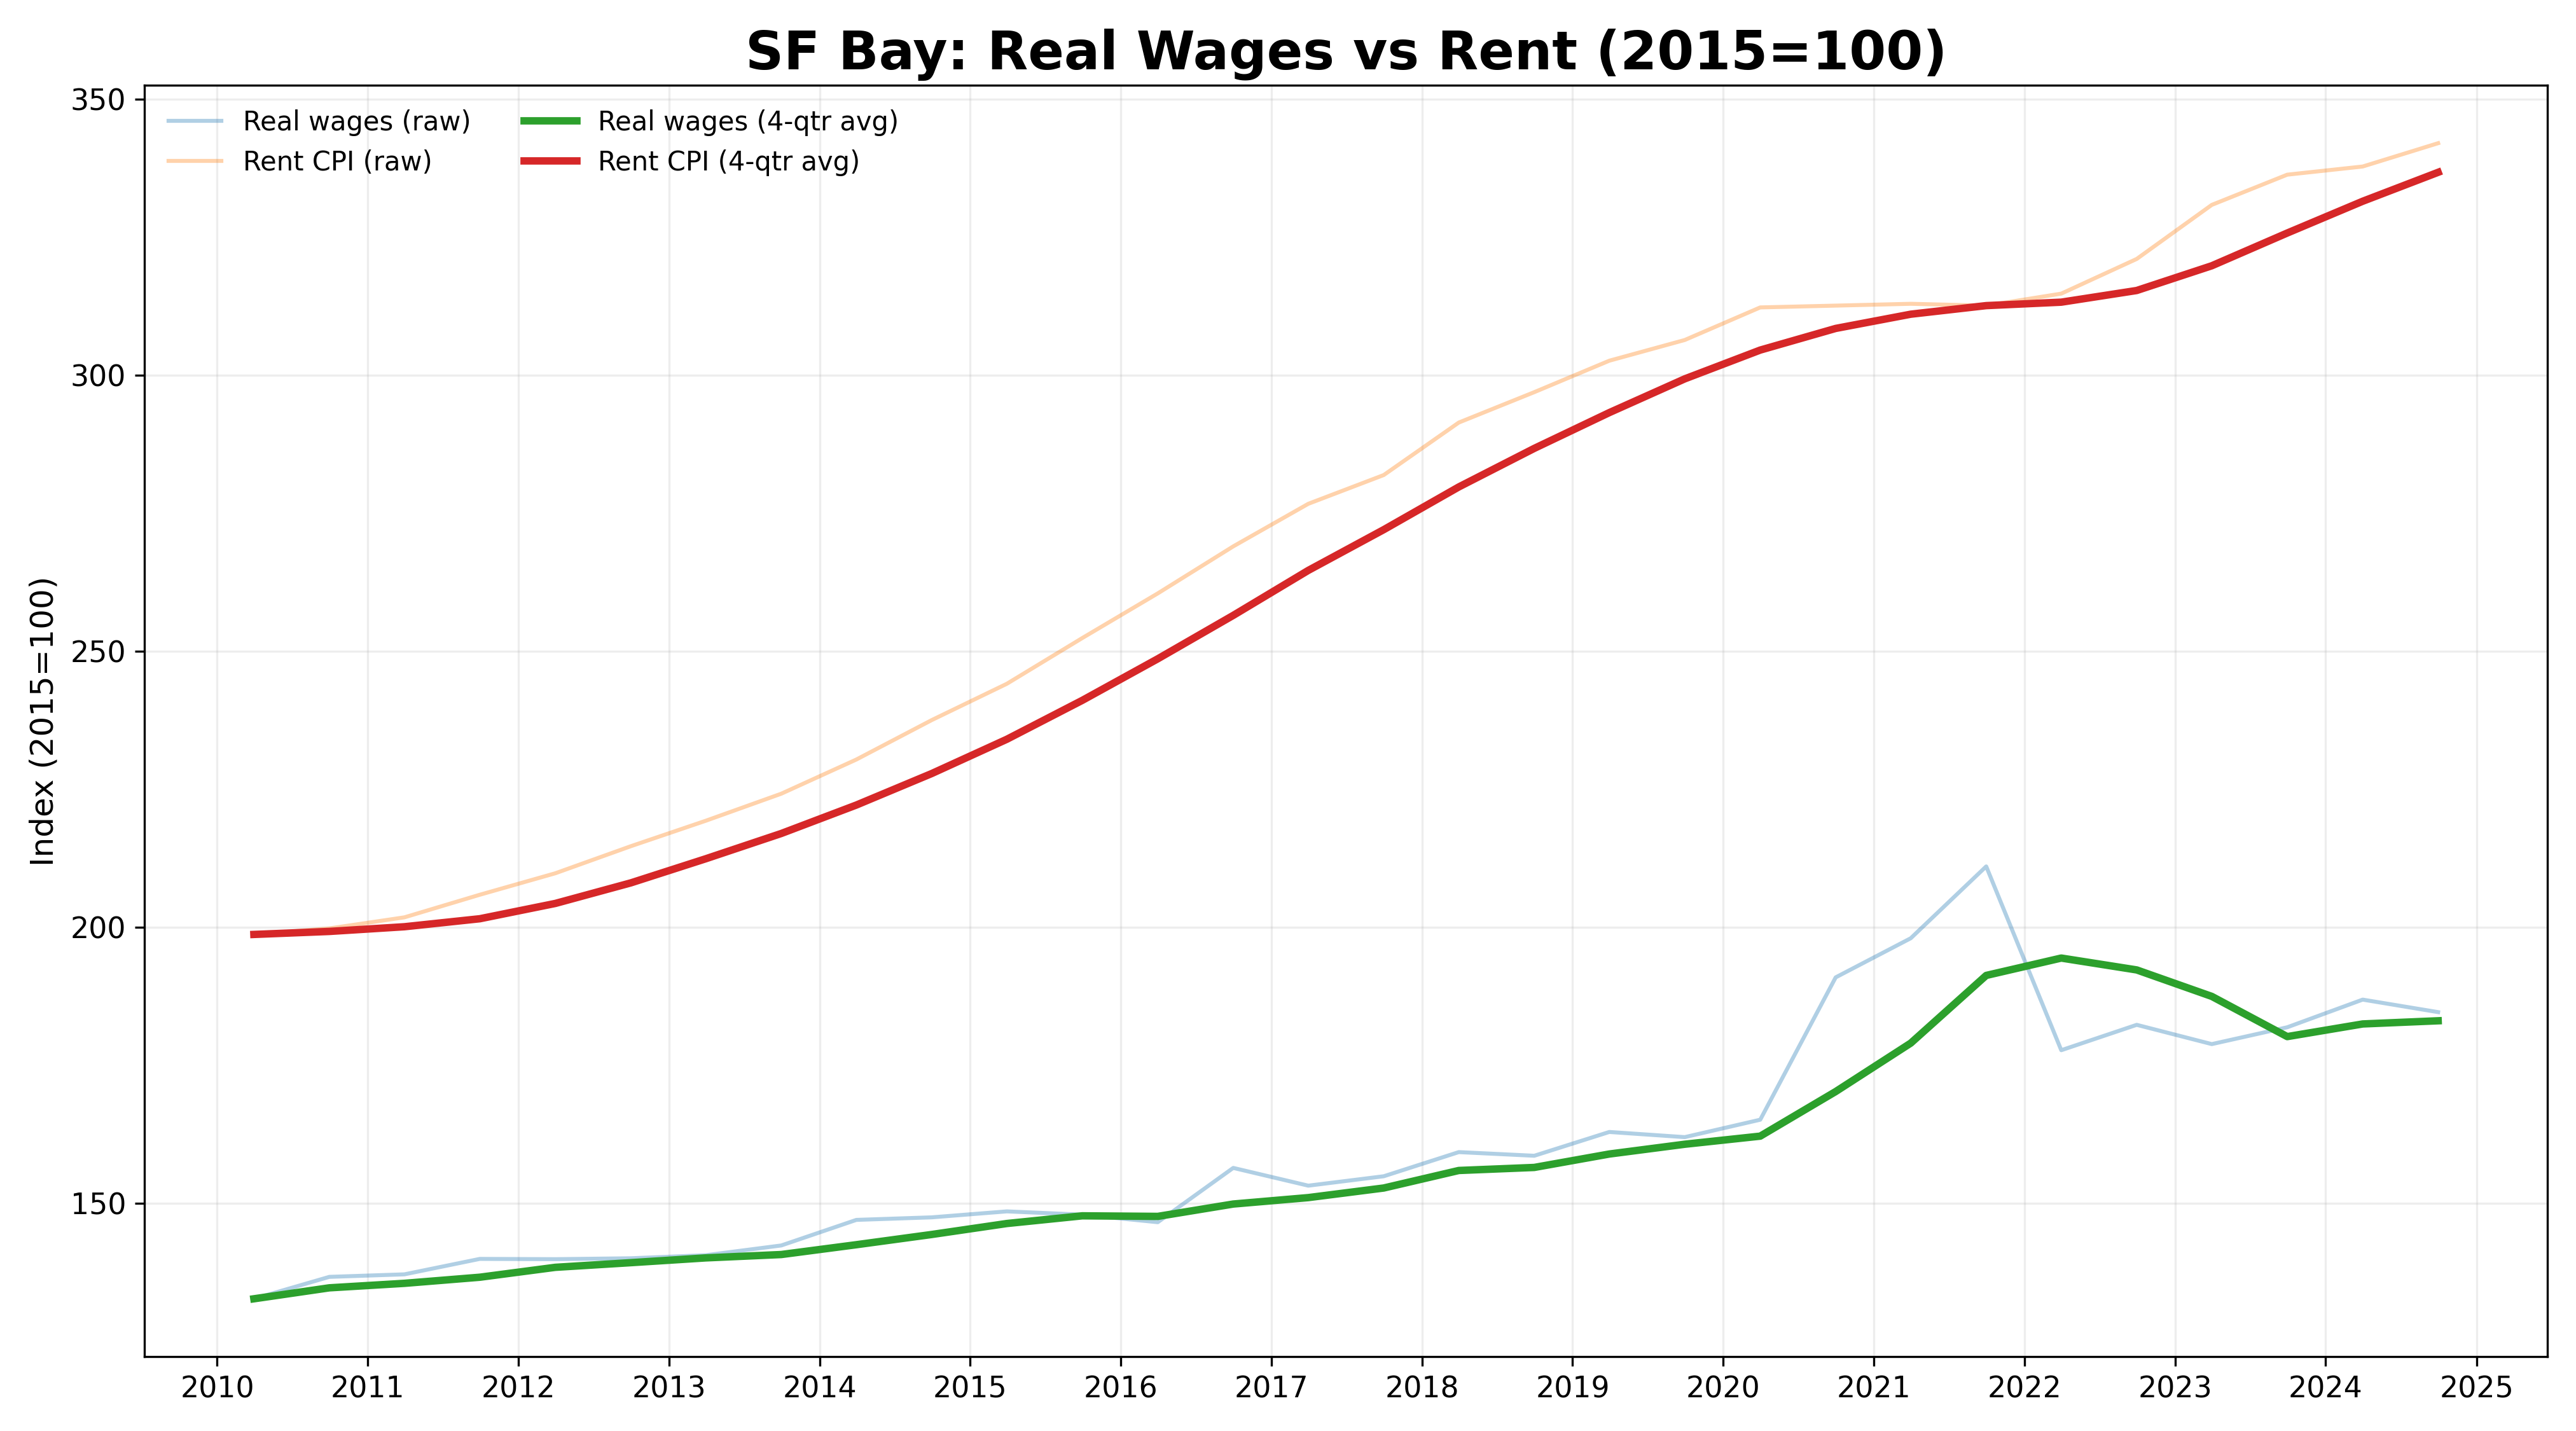 SF Bay: Real Wages vs Rent (2015=100)
Real wages (raw)
Rent CPI (raw)
Real wages (4-qtr avg)
Rent CPI (4-qtr avg)
Index (2015=100)
350
300
250
200
150
2010 2011 2012 2013 2014 2015 2016 2017 2018 2019 2020 2021 2022 2023 2024 2025